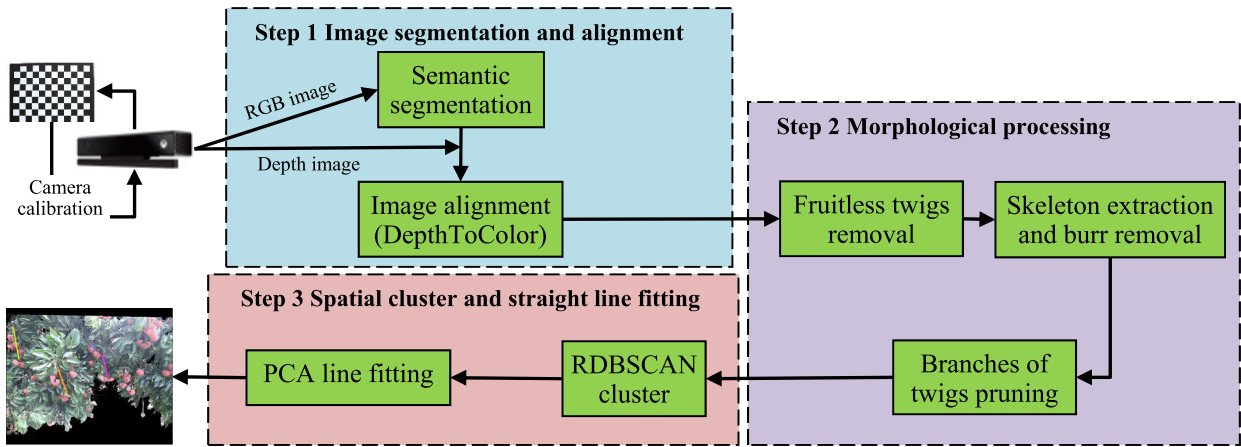 Step 1 Image segmentation and alignment
Semantic
segmentation
RGB image
Depth image
Camera
calibration
Image alignment
(DepthToColor)
Step 2 Morphological processing
Fruitless twigs
removal
Skeleton extraction
and burr removal
Branches of
twigs pruning
Step 3 Spatial cluster and straight line fitting
RDBSCAN
cluster
PCA line fitting